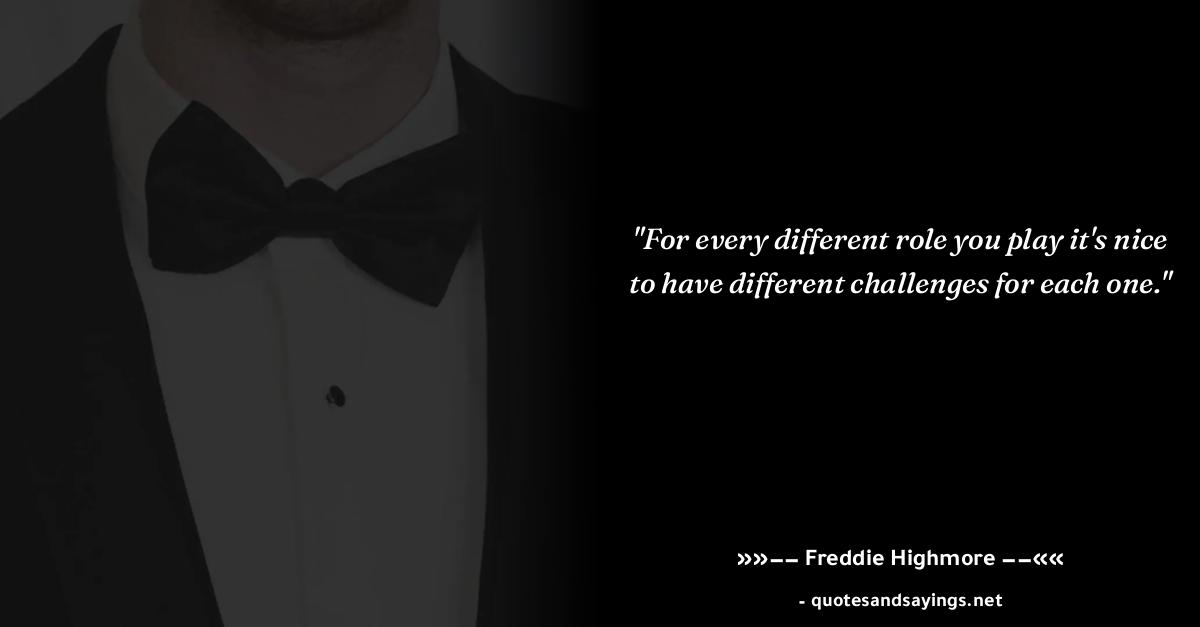 "For every different role you play it's nice
to have different challenges for each one."
»»−− Freddie Highmore −−««
- quotesandsayings.net